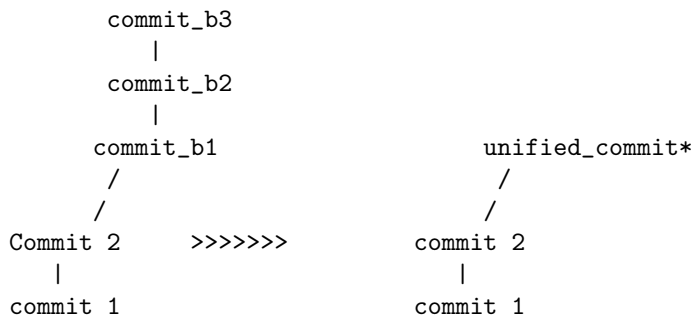 commit_b3
|
commit_b2
|
commit_b1 unified_commit*
/ /
/ /
Commit 2 >>>>>>> commit 2
| |
commit 1 commit 1